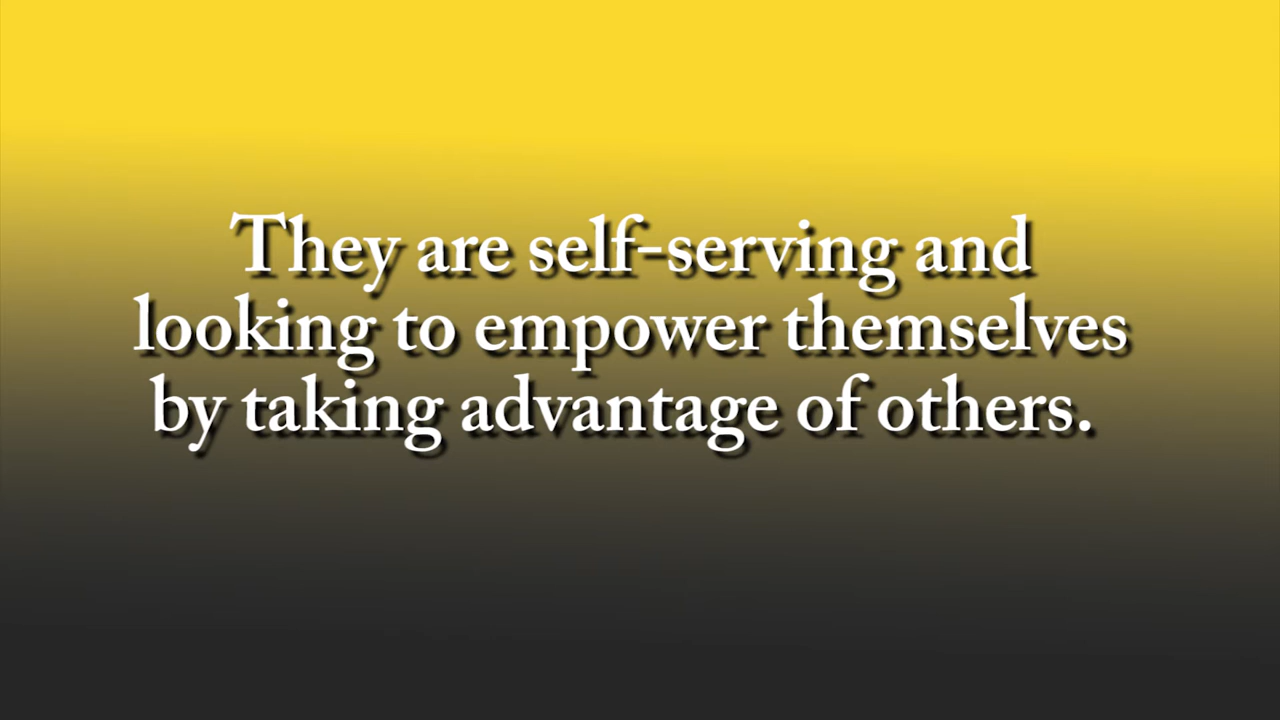 They are self-serving and
looking to empower themselves
by taking advantage of others.